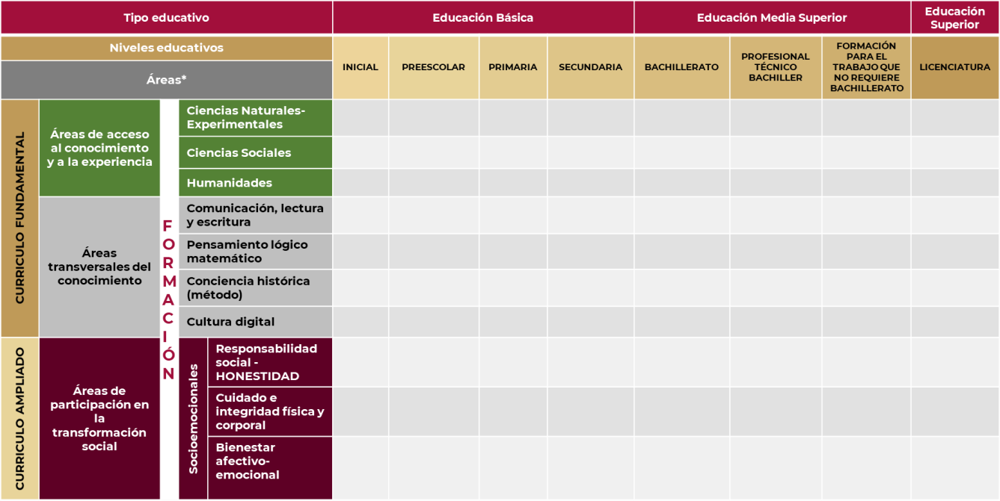 Tipo educativo
Educación Básica
Educación Media Superior
Educación
Superior
Niveles educativos
Áreas*
INICIAL
PREESCOLAR
PRIMARIA
SECUNDARIA
BACHILLERATO
PROFESIONAL
TÉCNICO
BACHILLER
FORMACIÓN
PARA EL
TRABAJO QUE
NO REQUIERE
BACHILLERATO
LICENCIATURA
CURRICULO FUNDAMENTAL
Áreas de acceso
al conocimiento
y a la experiencia
FORMACIÓN
Ciencias Naturales-
Experimentales
Ciencias Sociales
Humanidades
Áreas
transversales del
conocimiento
Comunicación, lectura
y escritura
Pensamiento lógico
matemático
Conciencia histórica
(método)
Cultura digital
CURRICULO AMPLIADO
Áreas de
participación en
la
transformación
social
Socioemocionales
Responsabilidad
social -
HONESTIDAD
Cuidado e
integridad física y
corporal
Bienestar
afectivo-
emocional